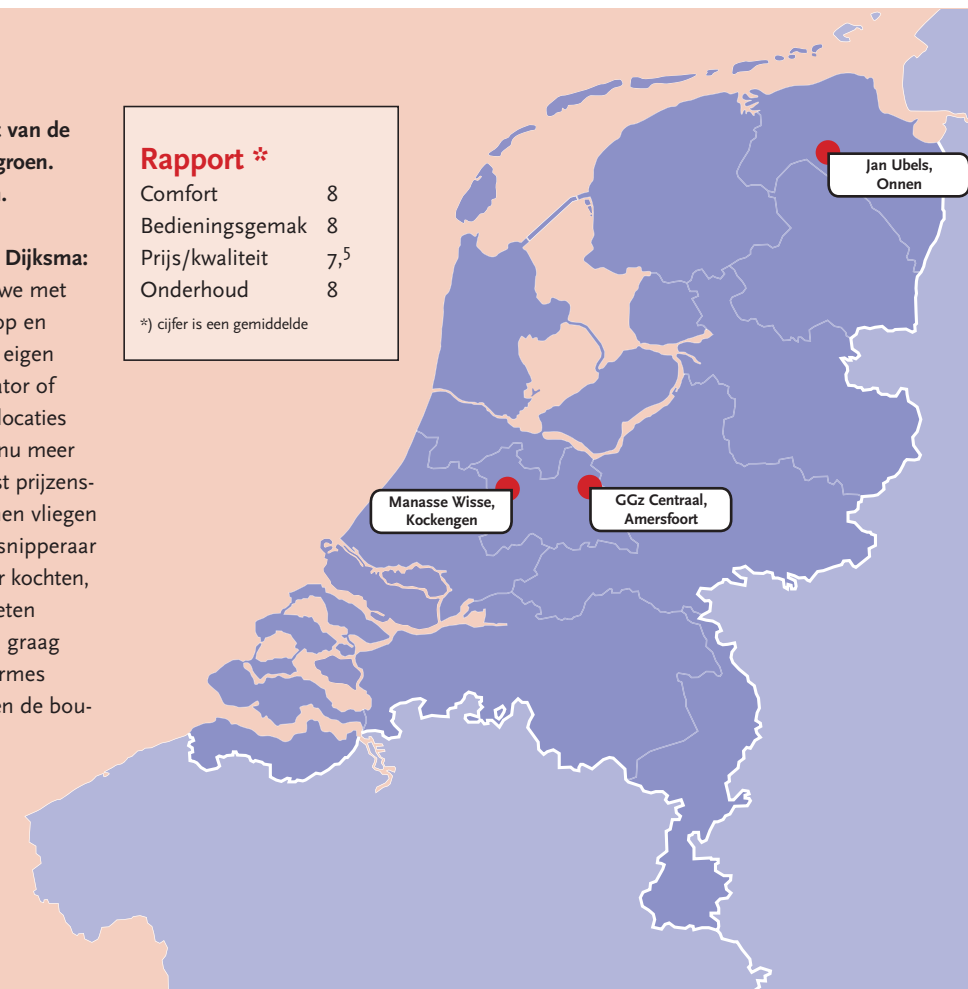 t van de
groen.
Dijksma:
we met
op en
eigen
ator of
locaties
nu meer
st prijzens-
nen vliegen
snipperaar
r kochten,
eten
graag
ermes
en de bou-
Rapport *
Comfort 8
Bedieningsgemak 8
Prijs/kwaliteit 7,5
Onderhoud 8
*) cijfer is een gemiddelde
Jan Ubels,
Onnen
Manasse Wisse,
Kockengen
GGz Centraal,
Amersfoort